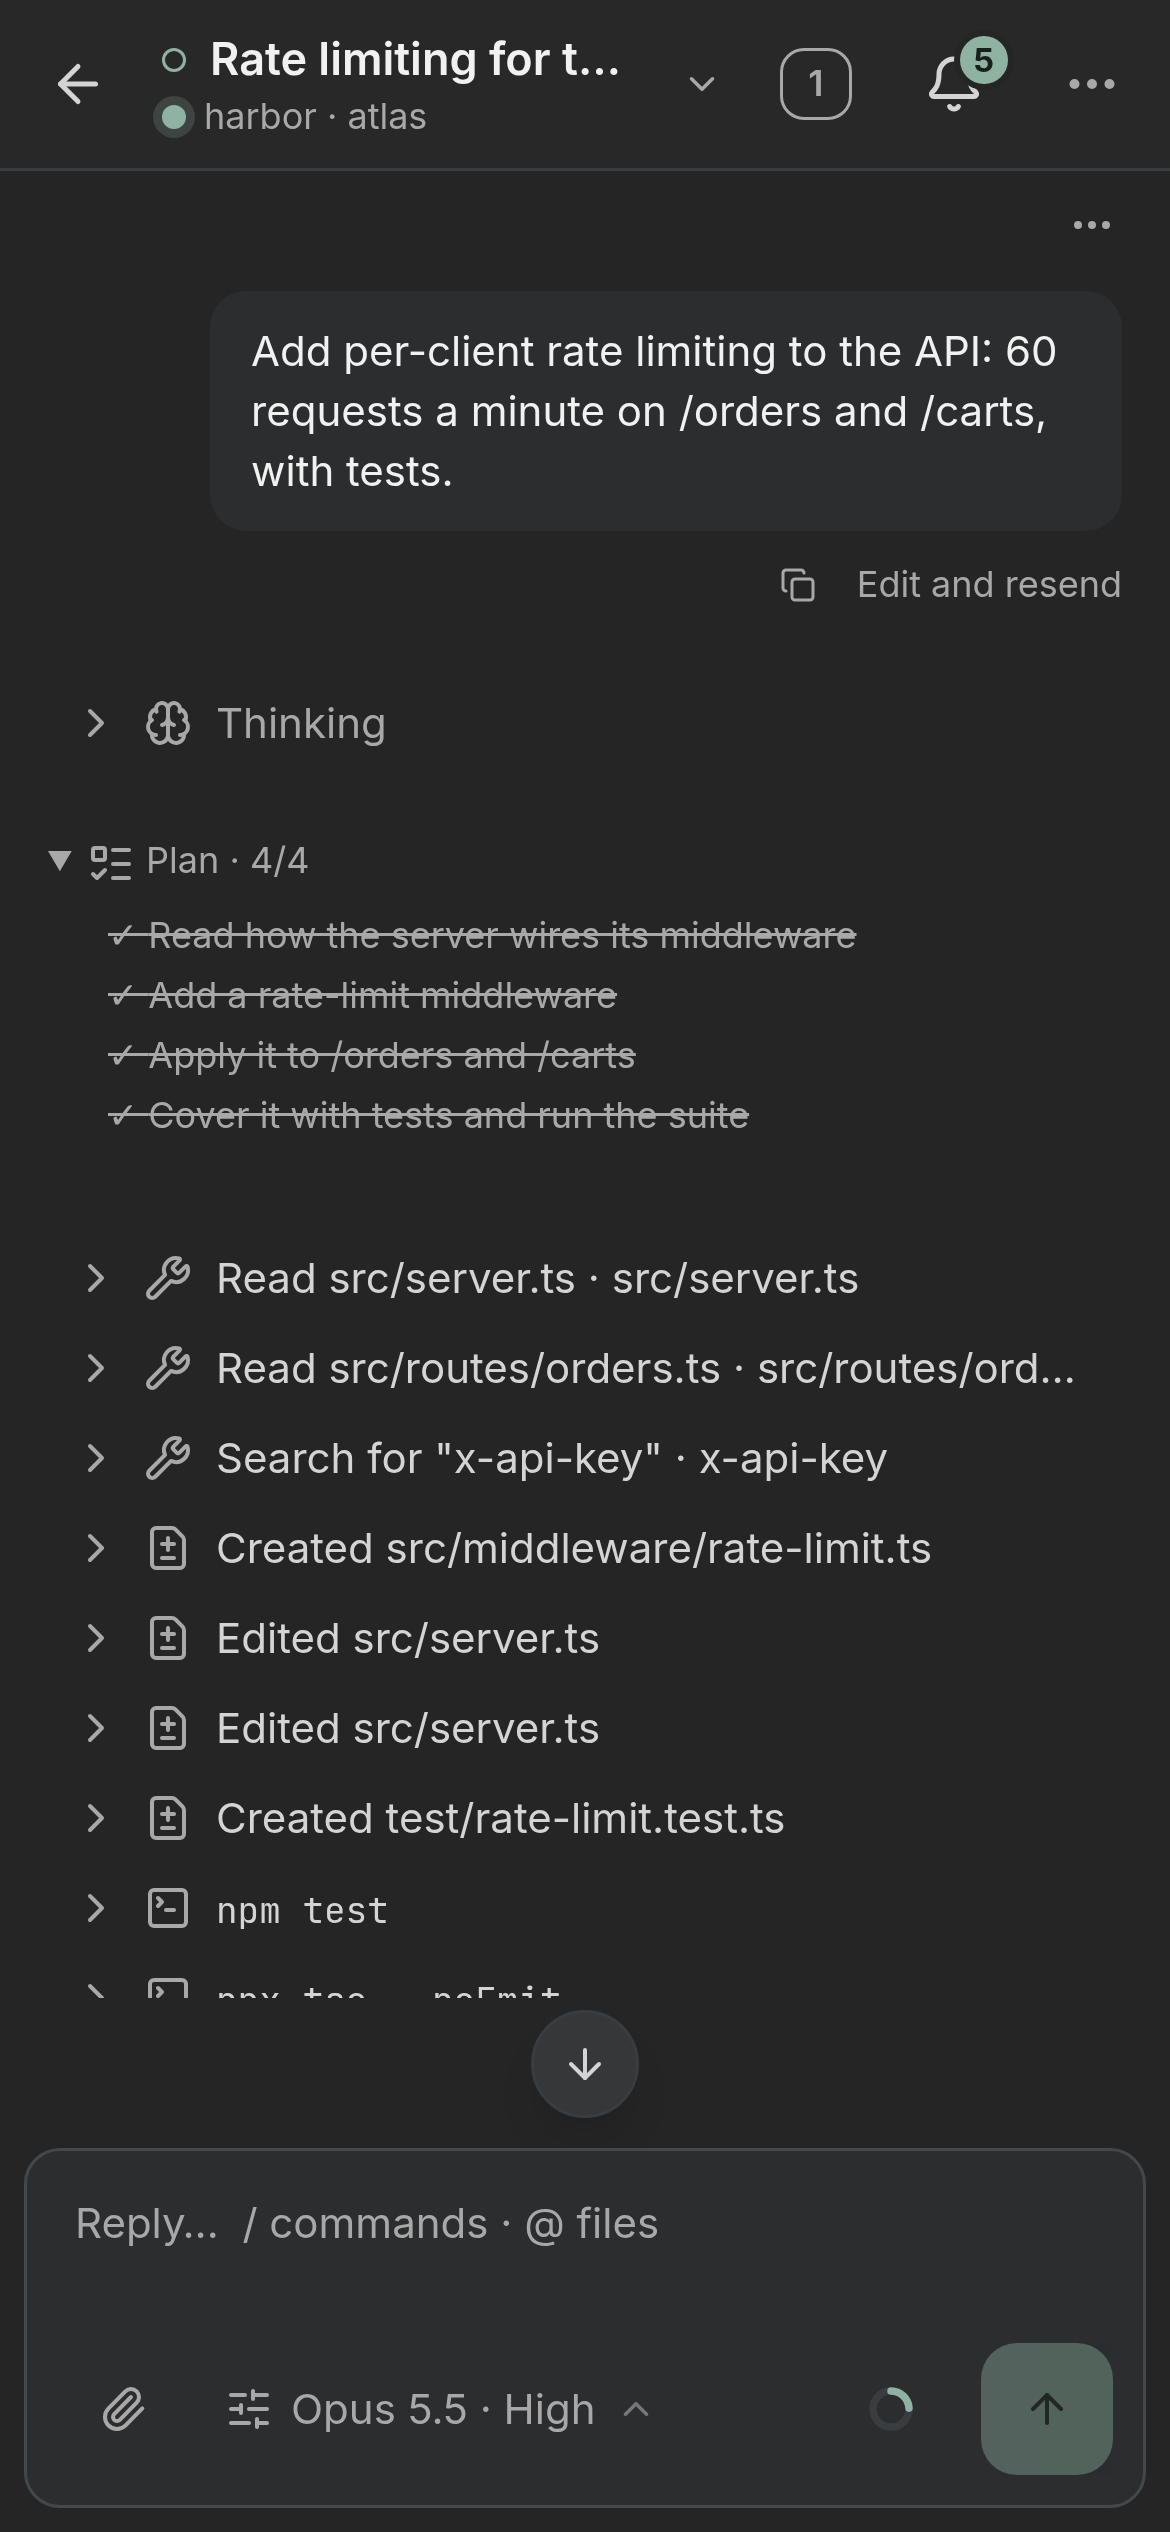 Rate limiting for t...
harbor · atlas
1
5
Add per-client rate limiting to the API: 60
requests a minute on /orders and /carts,
with tests.
Edit and resend
Thinking
Plan · 4/4
✓ Read how the server wires its middleware
✓ Add a rate-limit middleware
✓ Apply it to /orders and /carts
✓ Cover it with tests and run the suite
Read src/server.ts · src/server.ts
Read src/routes/orders.ts · src/routes/ord...
Search for "x-api-key" · x-api-key
Created src/middleware/rate-limit.ts
Edited src/server.ts
Edited src/server.ts
Created test/rate-limit.test.ts
npm test
Reply... / commands · @ files
Opus 5.5 · High